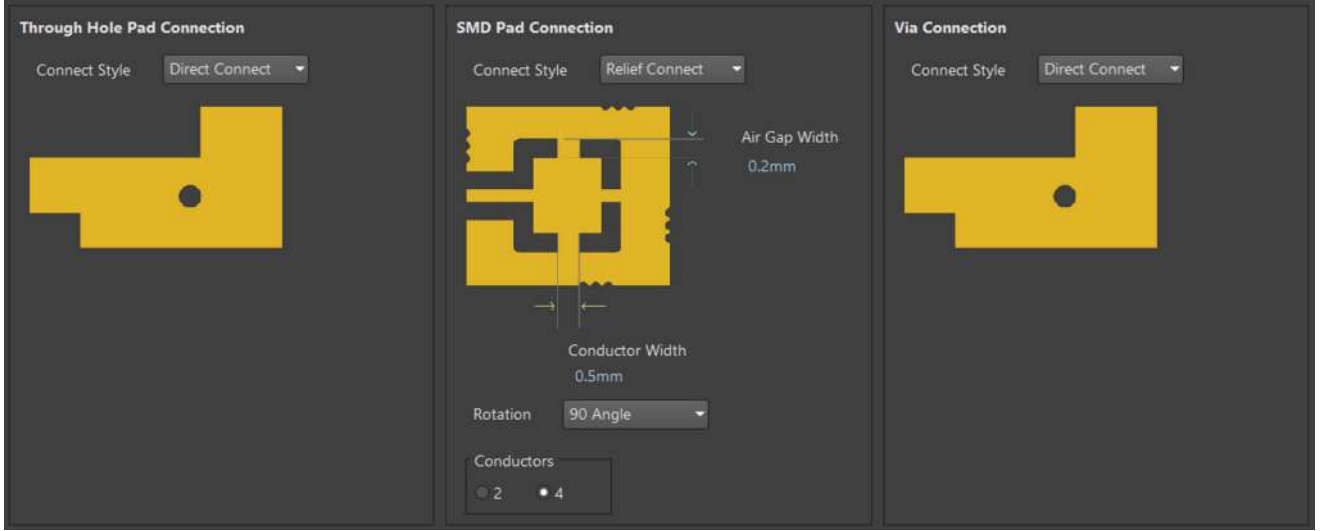 Through Hole Pad Connection
Connect Style Direct Connect
SMD Pad Connection
Connect Style Relief Connect
Air Gap Width
0.2mm
Conductor Width
0.5mm
Rotation 90 Angle
Conductors
2 4
Via Connection
Connect Style Direct Connect